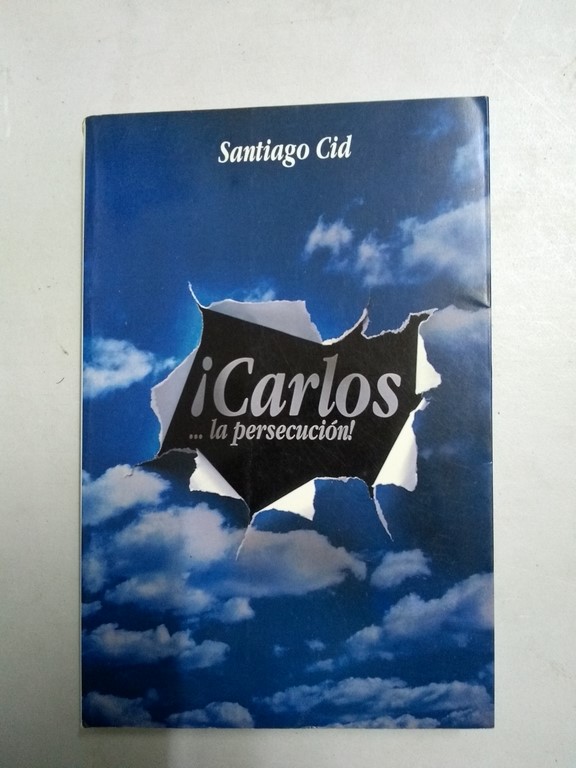 Santiago Cid
¡Carlos
... la persecución!